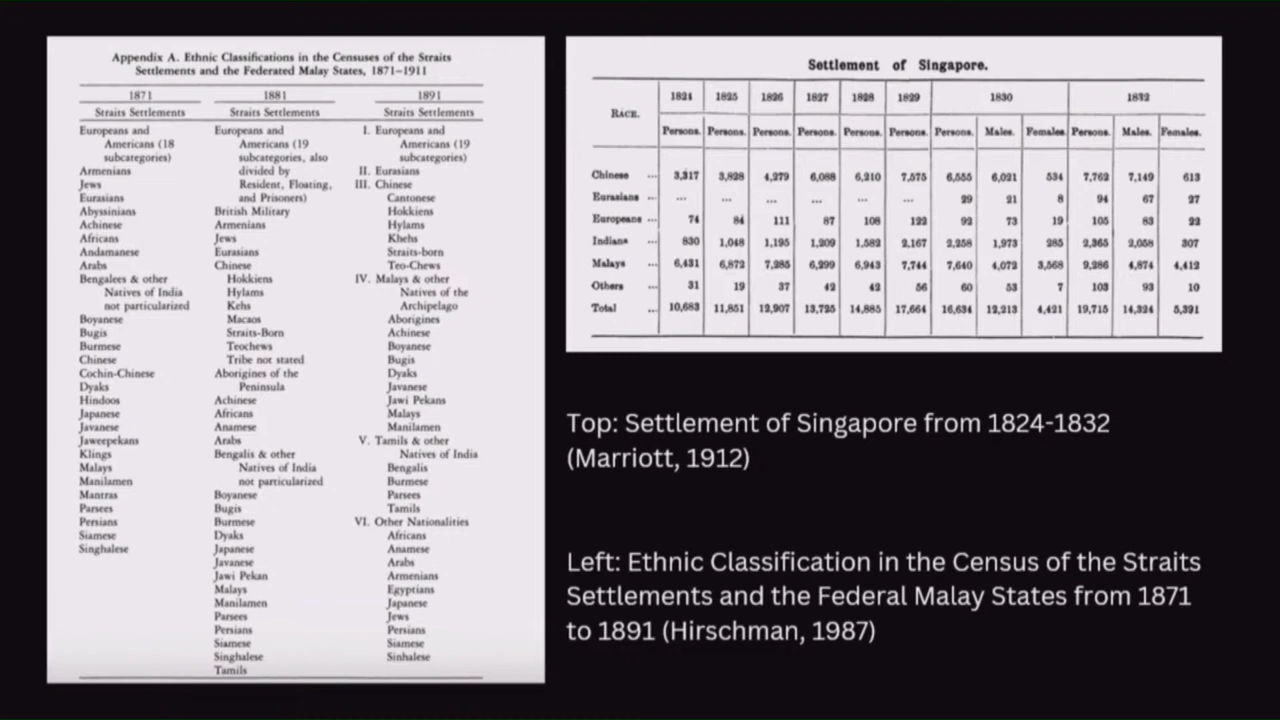 Appendix A. Ethnic Classifications in the Censuses of the Straits
Settlements and the Federated Malay States, 1871–1911
1871
Straits Settlements
Europeans and
Americans (18
subcategories)
Armenians
Jews
Eurasians
Abyssinians
Achinese
Africans
Andamanese
Arabs
Bengalees & other
Natives of India
not particularized
Boyanese
Bugis
Burmese
Chinese
Cochin-Chinese
Dyaks
Hindoos
Japanese
Javanese
Jaweepekans
Klings
Malays
Manilamen
Mantras
Parsees
Persians
Siamese
Singhalese
1881
Straits Settlements
Europeans and
Americans (19
subcategories, also
divided by
Resident, Floating,
and Prisoners)
British Military
Armenians
Jews
Eurasians
Chinese
Hokkiens
Hylams
Kehs
Macaos
Straits-Born
Teochews
Tribe not stated
Aborigines of the
Peninsula
Achinese
Africans
Anamese
Arabs
Bengalis & other
Natives of India
not particularized
Boyanese
Bugis
Burmese
Dyaks
Japanese
Javanese
Jawi Pekan
Malays
Manilamen
Parsees
Persians
Siamese
Singhalese
Tamils
1891
Straits Settlements
I. Europeans and
Americans (19
subcategories)
II. Eurasians
III. Chinese
Cantonese
Hokkiens
Hylams
Khehs
Straits-born
Teo-Chews
IV. Malays & other
Natives of the
Archipelago
Aborigines
Achinese
Boyanese
Bugis
Dyaks
Javanese
Jawi Pekans
Malays
Manilamen
V. Tamils & other
Natives of India
Bengalis
Burmese
Parsees
Tamils
VI. Other Nationalities
Africans
Anamese
Arabs
Armenians
Egyptians
Japanese
Jews
Persians
Siamese
Sinhalese
Settlement of Singapore.
RACE. 1824 1825 1826 1827 1828 1829 1830 1832
Persons. Persons. Persons. Persons. Persons. Persons. Persons. Males. Females. Persons. Males. Females.
Chinese ... 3,317 3,828 4,279 6,088 6,210 7,575 6,555 6,021 534 7,762 7,149 613
Eurasians ... ... ... ... ... ... ... 29 21 8 94 67 27
Europeans ... 74 84 111 87 108 122 92 73 19 105 83 22
Indians ... 830 1,048 1,195 1,209 1,582 2,167 2,258 1,973 285 2,365 2,058 307
Malays ... 6,431 6,872 7,285 6,299 6,943 7,744 7,640 4,072 3,568 9,286 4,874 4,412
Others ... 31 19 37 42 42 56 60 53 7 103 93 10
Total ... 10,683 11,851 12,907 13,725 14,885 17,664 16,634 12,213 4,421 19,715 14,324 5,391
Top: Settlement of Singapore from 1824-1832
(Marriott, 1912)
Left: Ethnic Classification in the Census of the Straits
Settlements and the Federal Malay States from 1871
to 1891 (Hirschman, 1987)